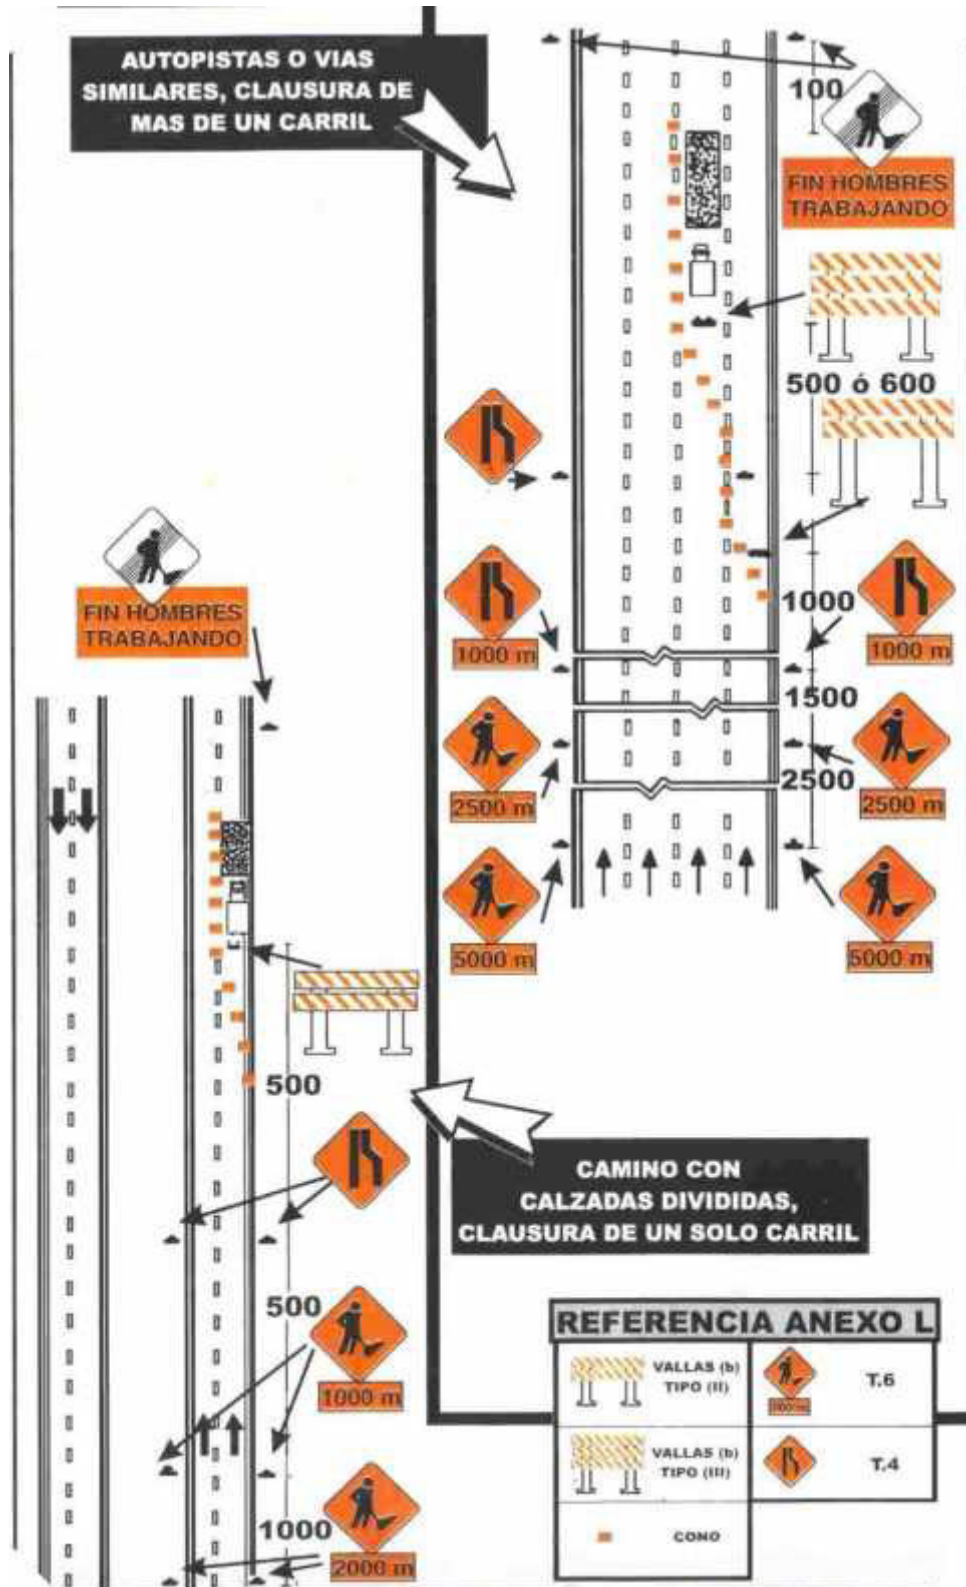 AUTOPISTAS O VIAS
SIMILARES, CLAUSURA DE
MAS DE UN CARRIL
100
FIN HOMBRES
TRABAJANDO
500 ó 600
1000
1000 m
1000 m
1500
2500 m
2500 m
2500
5000 m
5000 m
FIN HOMBRES
TRABAJANDO
500
500
1000 m
1000
2000 m
CAMINO CON
CALZADAS DIVIDIDAS,
CLAUSURA DE UN SOLO CARRIL
REFERENCIA ANEXO L
VALLAS (b)
TIPO (II)
T.6
VALLAS (b)
TIPO (III)
T.4
CONO